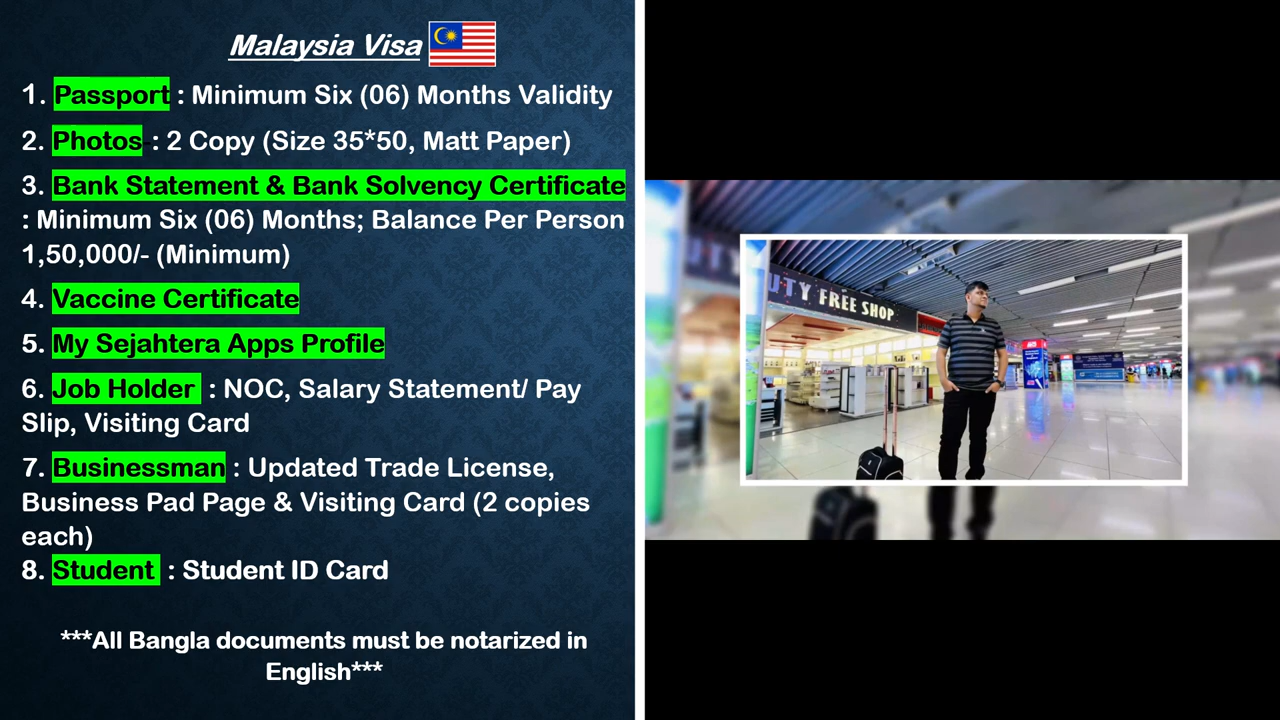 Malaysia Visa
1. Passport : Minimum Six (06) Months Validity
2. Photos : 2 Copy (Size 35*50, Matt Paper)
3. Bank Statement & Bank Solvency Certificate
: Minimum Six (06) Months; Balance Per Person
1,50,000/- (Minimum)
4. Vaccine Certificate
5. My Sejahtera Apps Profile
6. Job Holder : NOC, Salary Statement/ Pay
Slip, Visiting Card
7. Businessman : Updated Trade License,
Business Pad Page & Visiting Card (2 copies
each)
8. Student : Student ID Card
***All Bangla documents must be notarized in
English***
UTY FREE SHOP